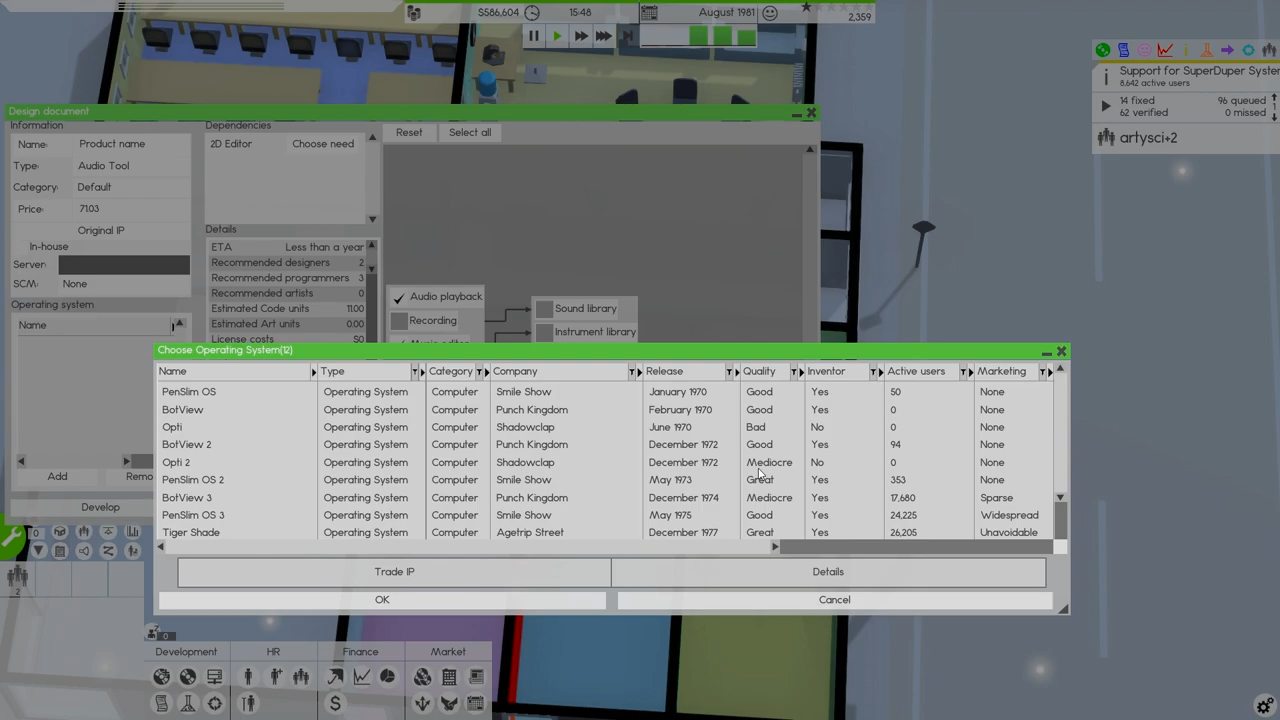 $586,604 15:48 August 1981 2,359
Support for SuperDuper System
8,642 active users
14 fixed 96 queued
62 verified 0 missed
artysci+2
Design document
Information
Name: Product name
Type: Audio Tool
Category: Default
Price: 71.03
Original IP
In-house
Server:
SCM: None
Operating system
Name
Add Remo
Develop
Dependencies
2D Editor Choose need
Details
ETA Less than a year
Recommended designers 2
Recommended programmers 3
Recommended artists 0
Estimated Code units 11.00
Estimated Art units 0.00
License costs 50
Reset Select all
Audio playback
Recording
Music editor
Sound library
Instrument library
Choose Operating System(12)
Name Type Category Company Release Quality Inventor Active users Marketing
PenSlim OS Operating System Computer Smile Show January 1970 Good Yes 50 None
BotView Operating System Computer Punch Kingdom February 1970 Good Yes 0 None
Opti Operating System Computer Shadowclap June 1970 Bad No 0 None
BotView 2 Operating System Computer Punch Kingdom December 1972 Good Yes 94 None
Opti 2 Operating System Computer Shadowclap December 1972 Mediocre No 0 None
PenSlim OS 2 Operating System Computer Smile Show May 1973 Great Yes 353 None
BotView 3 Operating System Computer Punch Kingdom December 1974 Mediocre Yes 17,680 Sparse
PenSlim OS 3 Operating System Computer Smile Show May 1975 Good Yes 24,225 Widespread
Tiger Shade Operating System Computer Agetrip Street December 1977 Great Yes 26,205 Unavoidable
Trade IP Details
OK Cancel
0
2
0
Development HR Finance Market